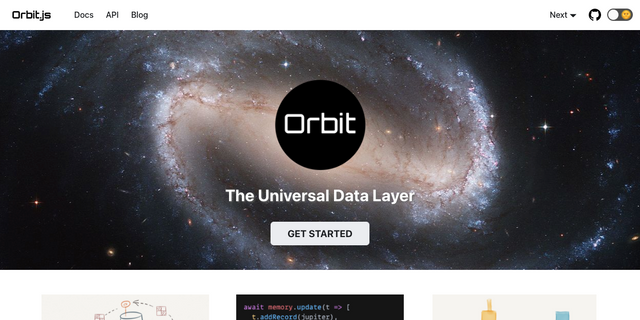 Orbit.js
Docs API Blog Next
Orbit
The Universal Data Layer
GET STARTED
await memory.update(t => [
t.addRecord(jupiter),